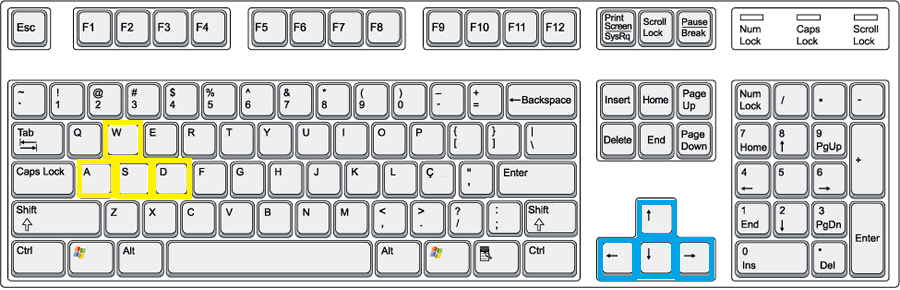 Esc F1 F2 F3 F4 F5 F6 F7 F8 F9 F10 F11 F12 Print Screen SysRq Scroll Lock Pause Break Num Lock Caps Lock Scroll Lock
~ ` ! 1 @ 2 # 3 $ 4 % 5 ^ 6 & 7 * 8 ( 9 ) 0 – - + = ←Backspace Insert Home Page Up Num Lock / * -
Tab Q W E R T Y U I O P { [ } ] | \ Delete End Page Down 7 Home 8 ↑ 9 PgUp +
Caps Lock A S D F G H J K L Ç " , Enter 4 ← 5 6 →
Shift ⇧ Z X C V B N M < , > . ? / : ; Shift ⇧ ↑ 1 End 2 ↓ 3 PgDn Enter
Ctrl Alt Alt Ctrl ← ↓ → 0 Ins . Del